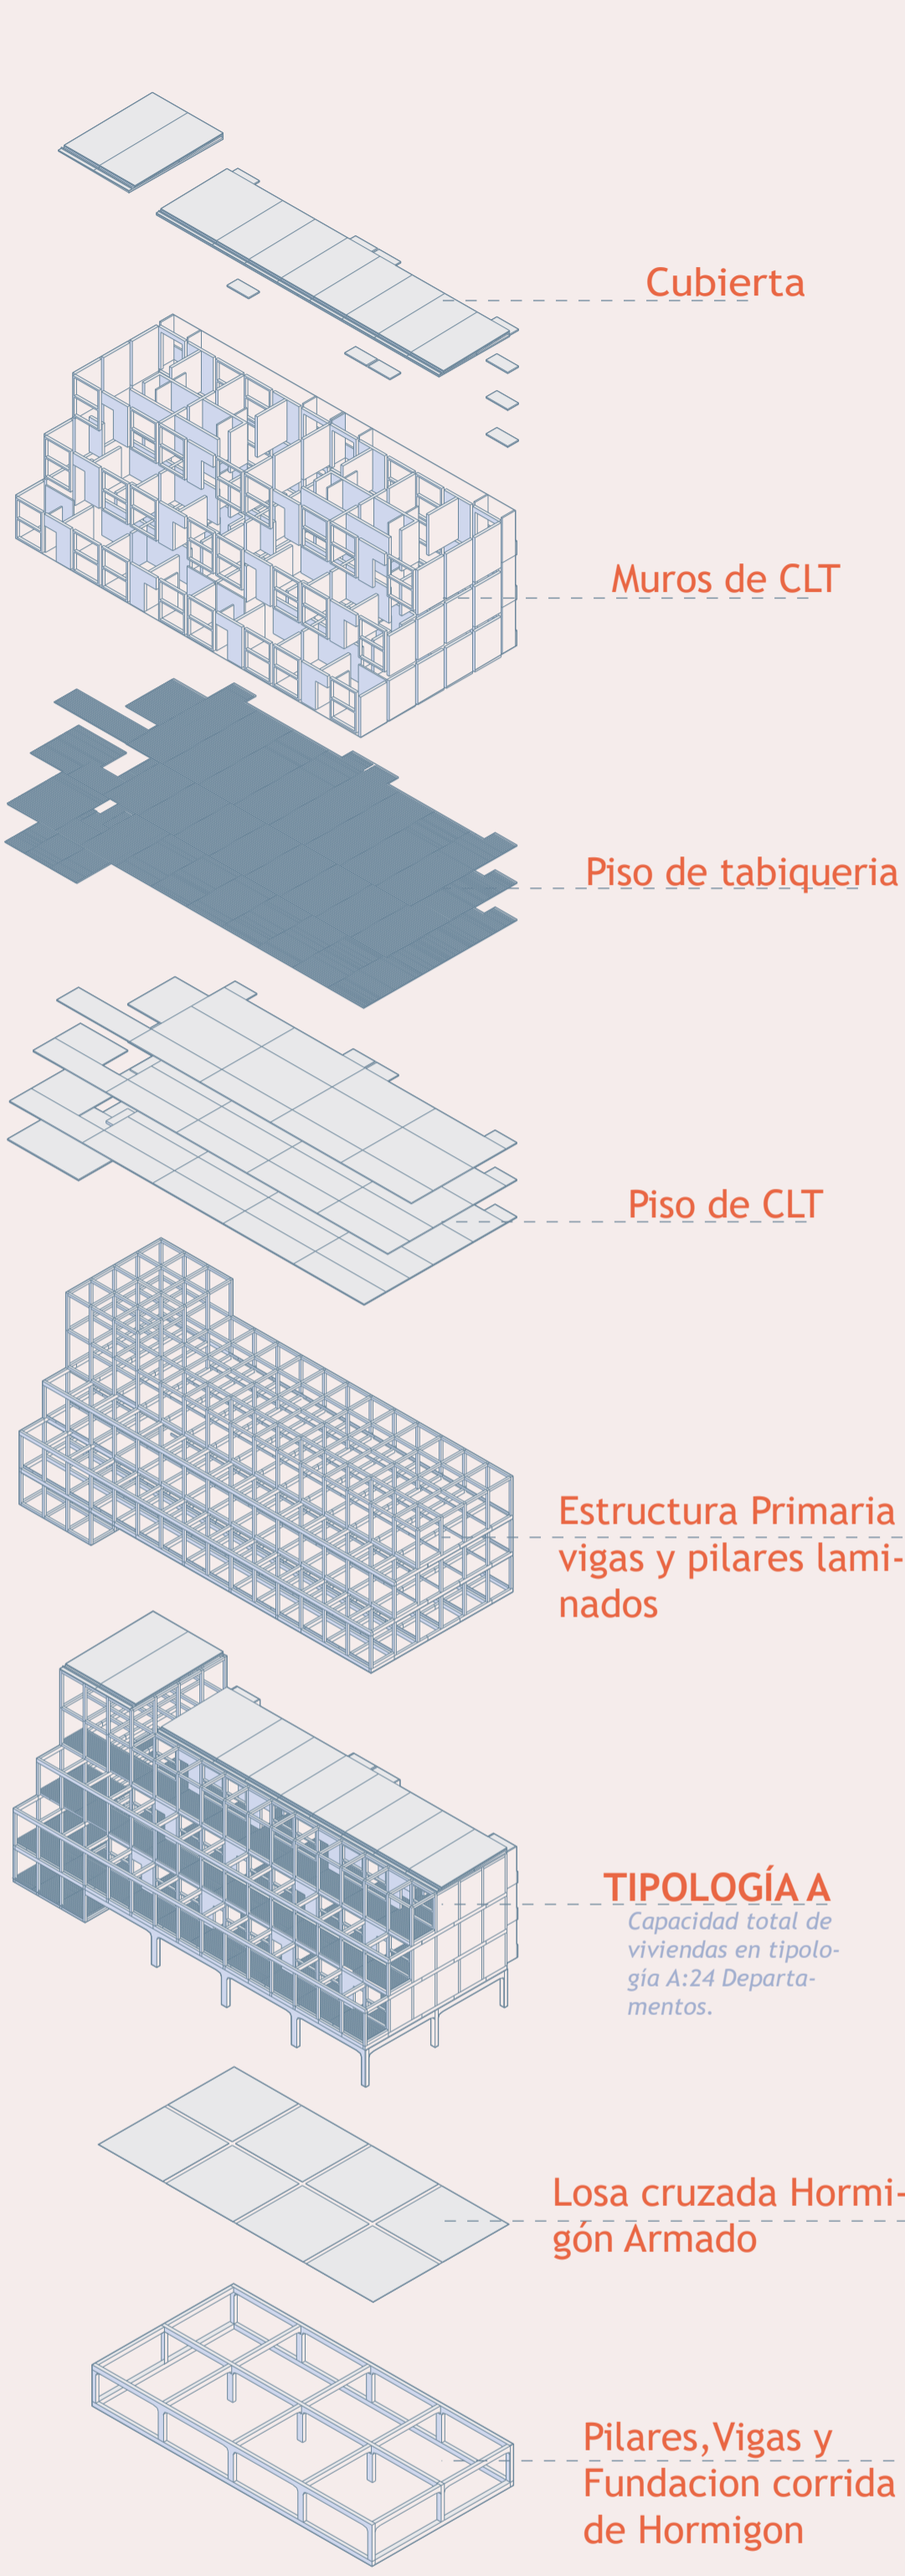 Cubierta
Muros de CLT
Piso de tabiqueria
Piso de CLT
Estructura Primaria
vigas y pilares lami-
nados
TIPOLOGÍA A
Capacidad total de
viviendas en tipolo-
gía A:24 Departa-
mentos.
Losa cruzada Hormi-
gón Armado
Pilares,Vigas y
Fundacion corrida
de Hormigon